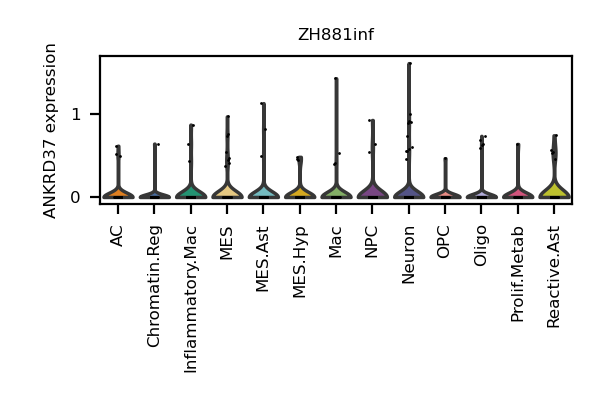 ZH881inf
ANKRD37 expression
1
0
AC
Chromatin.Reg
Inflammatory.Mac
MES
MES.Ast
MES.Hyp
Mac
NPC
Neuron
OPC
Oligo
Prolif.Metab
Reactive.Ast